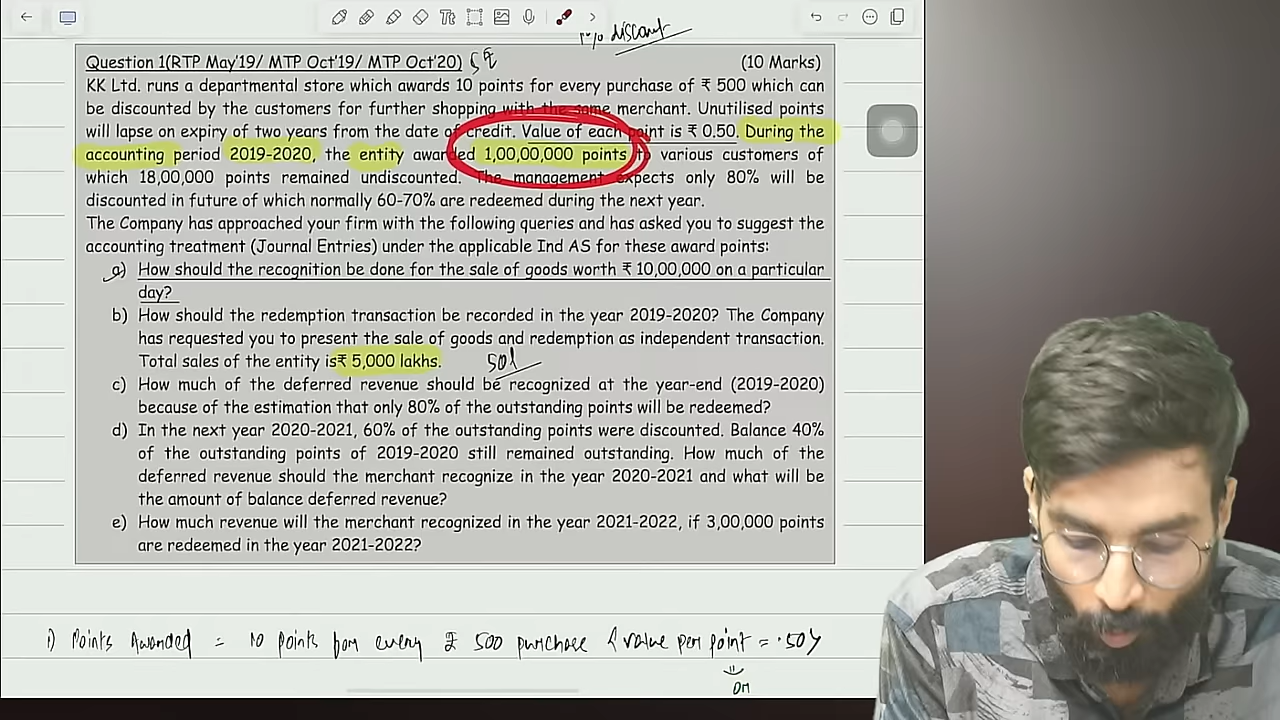 1% discount
Question 1(RTP May'19/ MTP Oct'19/ MTP Oct'20) 5₹ (10 Marks)
KK Ltd. runs a departmental store which awards 10 points for every purchase of ₹ 500 which can
be discounted by the customers for further shopping with the same merchant. Unutilised points
will lapse on expiry of two years from the date of credit. Value of each point is ₹ 0.50. During the
accounting period 2019-2020, the entity awarded 1,00,00,000 points to various customers of
which 18,00,000 points remained undiscounted. The management expects only 80% will be
discounted in future of which normally 60-70% are redeemed during the next year.
The Company has approached your firm with the following queries and has asked you to suggest the
accounting treatment (Journal Entries) under the applicable Ind AS for these award points:
a) How should the recognition be done for the sale of goods worth ₹ 10,00,000 on a particular
day?
b) How should the redemption transaction be recorded in the year 2019-2020? The Company
has requested you to present the sale of goods and redemption as independent transaction.
Total sales of the entity is₹ 5,000 lakhs. 50l
c) How much of the deferred revenue should be recognized at the year-end (2019-2020)
because of the estimation that only 80% of the outstanding points will be redeemed?
d) In the next year 2020-2021, 60% of the outstanding points were discounted. Balance 40%
of the outstanding points of 2019-2020 still remained outstanding. How much of the
deferred revenue should the merchant recognize in the year 2020-2021 and what will be
the amount of balance deferred revenue?
e) How much revenue will the merchant recognized in the year 2021-2022, if 3,00,000 points
are redeemed in the year 2021-2022?
1) Points Awarded = 10 points for every ₹ 500 purchase { value per point = .50}